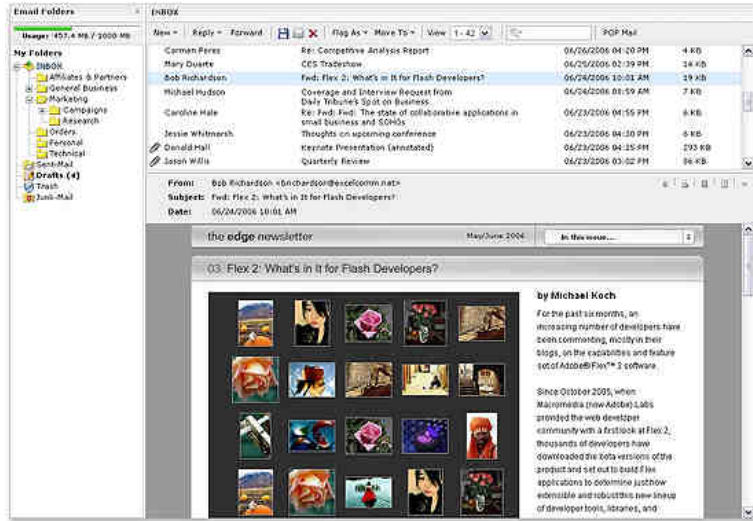 Email Folders
Usage: 457.4 MB / 1000 MB
My Folders
INBOX
Affiliates & Partners
General Business
Marketing
Campaigns
Research
Orders
Personal
Technical
Sent-Mail
Drafts (4)
Trash
Junk-Mail
INBOX
New Reply Forward Flag As Move To View 1 - 42 POP Mail
Carmen Peres Re: Competitive Analysis Report 06/26/2006 04:20 PM 4 KB
Mary Duarte CES Tradeshow 06/25/2006 02:39 PM 14 KB
Bob Richardson Fwd: Flex 2: What's in It for Flash Developers? 06/24/2006 10:01 AM 19 KB
Michael Hudson Coverage and Interview Request from 06/24/2006 01:59 AM 7 KB
Daily Tribune's Spot on Business
Caroline Hale Re: Fwd: Fwd: The state of collaborative applications in 06/23/2006 04:55 PM 6 KB
small business and SOHOs
Jessie Whitmarsh Thoughts on upcoming conference 06/23/2006 04:30 PM 6 KB
Donald Hall Keynote Presentation (annotated) 06/23/2006 04:25 PM 293 KB
Jason Willis Quarterly Review 06/23/2006 03:02 PM 86 KB
From: Bob Richardson <brichardson@excelcomm.net>
Subject: Fwd: Flex 2: What's in It for Flash Developers?
Date: 06/24/2006 10:01 AM
the edge newsletter May/June 2006 In this issue....
03. Flex 2: What's in It for Flash Developers?
by Michael Koch
For the past six months, an
increasing number of developers have
been commenting, mostly in their
blogs, on the capabilities and feature
set of Adobe® Flex™ 2 software.
Since October 2005, when
Macromedia (now Adobe) Labs
provided the web developer
community with a first look at Flex 2,
thousands of developers have
downloaded the beta versions of the
product and set out to build Flex
applications to determine just how
extensible and robust this new lineup
of developer tools, libraries, and